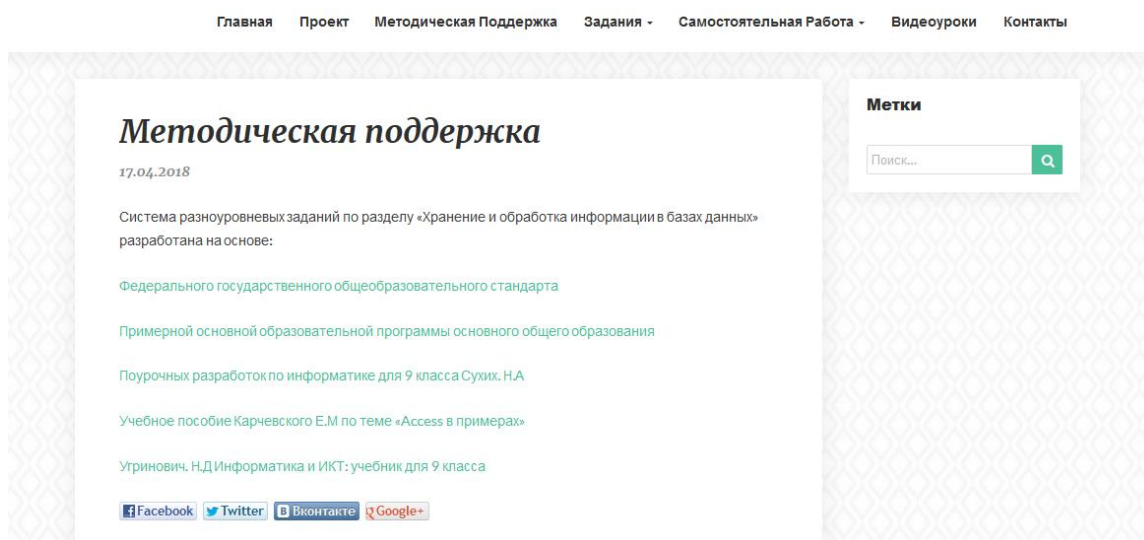 Главная Проект Методическая Поддержка Задания Самостоятельная Работа Видеоуроки Контакты
Методическая поддержка
17.04.2018
Система разноуровневых заданий по разделу «Хранение и обработка информации в базах данных»
разработана на основе:
Федерального государственного общеобразовательного стандарта
Примерной основной образовательной программы основного общего образования
Поурочных разработок по информатике для 9 класса Сухих. Н.А
Учебное пособие Карчевского Е.М по теме «Access в примерах»
Угринович. Н.Д Информатика и ИКТ: учебник для 9 класса
Facebook Twitter Вконтакте Google+
Метки
Поиск...